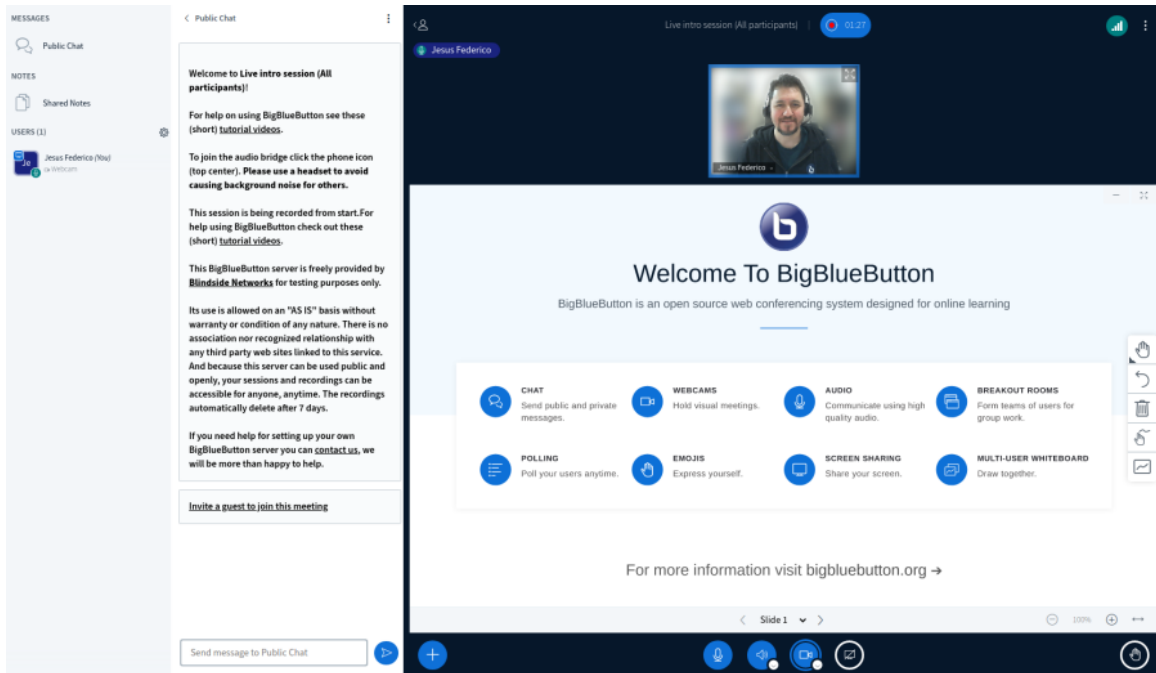 MESSAGES
Public Chat
NOTES
Shared Notes
USERS (1)
Je
Jesus Federico (You)
Webcam
Public Chat
Welcome to Live intro session (All
participants)!
For help on using BigBlueButton see these
(short) tutorial videos.
To join the audio bridge click the phone icon
(top center). Please use a headset to avoid
causing background noise for others.
This session is being recorded from start.For
help using BigBlueButton check out these
(short) tutorial videos.
This BigBlueButton server is freely provided by
Blindside Networks for testing purposes only.
Its use is allowed on an "AS IS" basis without
warranty or condition of any nature. There is no
association nor recognized relationship with
any third party web sites linked to this service.
And because this server can be used public and
openly, your sessions and recordings can be
accessible for anyone, anytime. The recordings
automatically delete after 7 days.
If you need help for setting up your own
BigBlueButton server you can contact us, we
will be more than happy to help.
Invite a guest to join this meeting
Send message to Public Chat
Live intro session (All participants)
01:27
Jesus Federico
Jesus Federico
b
Welcome To BigBlueButton
BigBlueButton is an open source web conferencing system designed for online learning
CHAT
Send public and private
messages.
WEBCAMS
Hold visual meetings.
AUDIO
Communicate using high
quality audio.
BREAKOUT ROOMS
Form teams of users for
group work.
POLLING
Poll your users anytime.
EMOJIS
Express yourself.
SCREEN SHARING
Share your screen.
MULTI-USER WHITEBOARD
Draw together.
For more information visit bigbluebutton.org →
Slide 1
100%